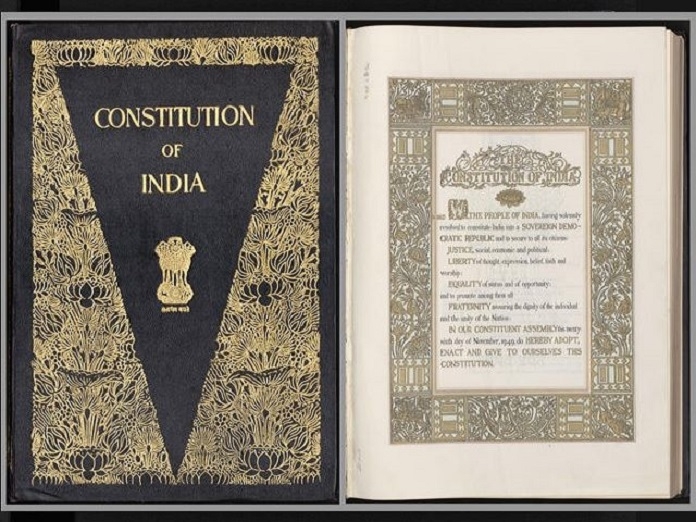 CONSTITUTION
OF
INDIA
सत्यमेव जयते
THE
CONSTITUTION OF INDIA
WE, THE PEOPLE OF INDIA, having solemnly
resolved to constitute India into a SOVEREIGN DEMO-
CRATIC REPUBLIC and to secure to all its citizens:
JUSTICE, social, economic and political;
LIBERTY of thought, expression, belief, faith and
worship;
EQUALITY of status and of opportunity;
and to promote among them all
FRATERNITY assuring the dignity of the individual
and the unity of the Nation;
IN OUR CONSTITUENT ASSEMBLY this twenty
sixth day of November, 1949, do HEREBY ADOPT,
ENACT AND GIVE TO OURSELVES THIS
CONSTITUTION.